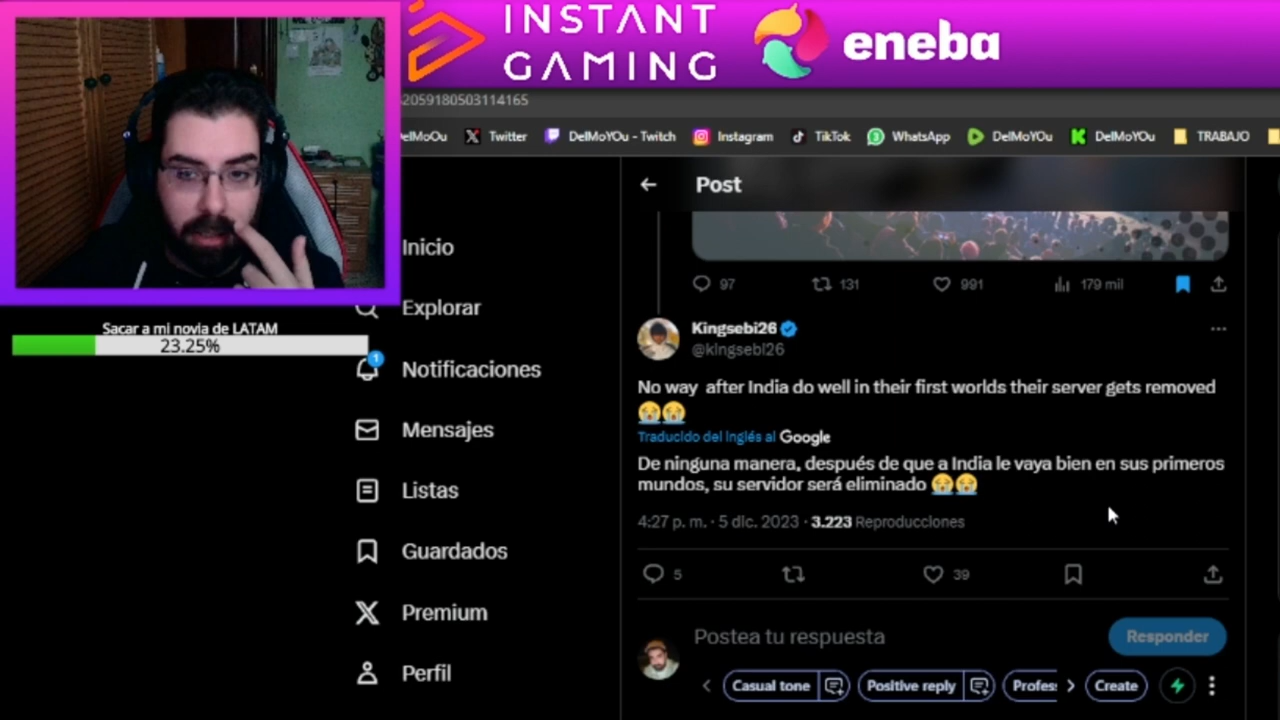 INSTANT
GAMING
eneba
2059180503114165
DelMoOu
Twitter
DelMoYOu - Twitch
Instagram
TikTok
WhatsApp
DelMoYOu
DelMoYOu
TRABAJO
Post
Inicio
Explorar
Notificaciones
1
Mensajes
Listas
Guardados
Premium
Perfil
Sacar a mi novia de LATAM
23.25%
97
131
991
179 mil
Kingsebi26
@kingsebi26
No way after India do well in their first worlds their server gets removed
😭😭
Traducido del inglés al Google
De ninguna manera, después de que a India le vaya bien en sus primeros
mundos, su servidor será eliminado 😭😭
4:27 p. m. · 5 dic. 2023 · 3.223 Reproducciones
5
39
Postea tu respuesta
Responder
Casual tone
Positive reply
Profes
Create